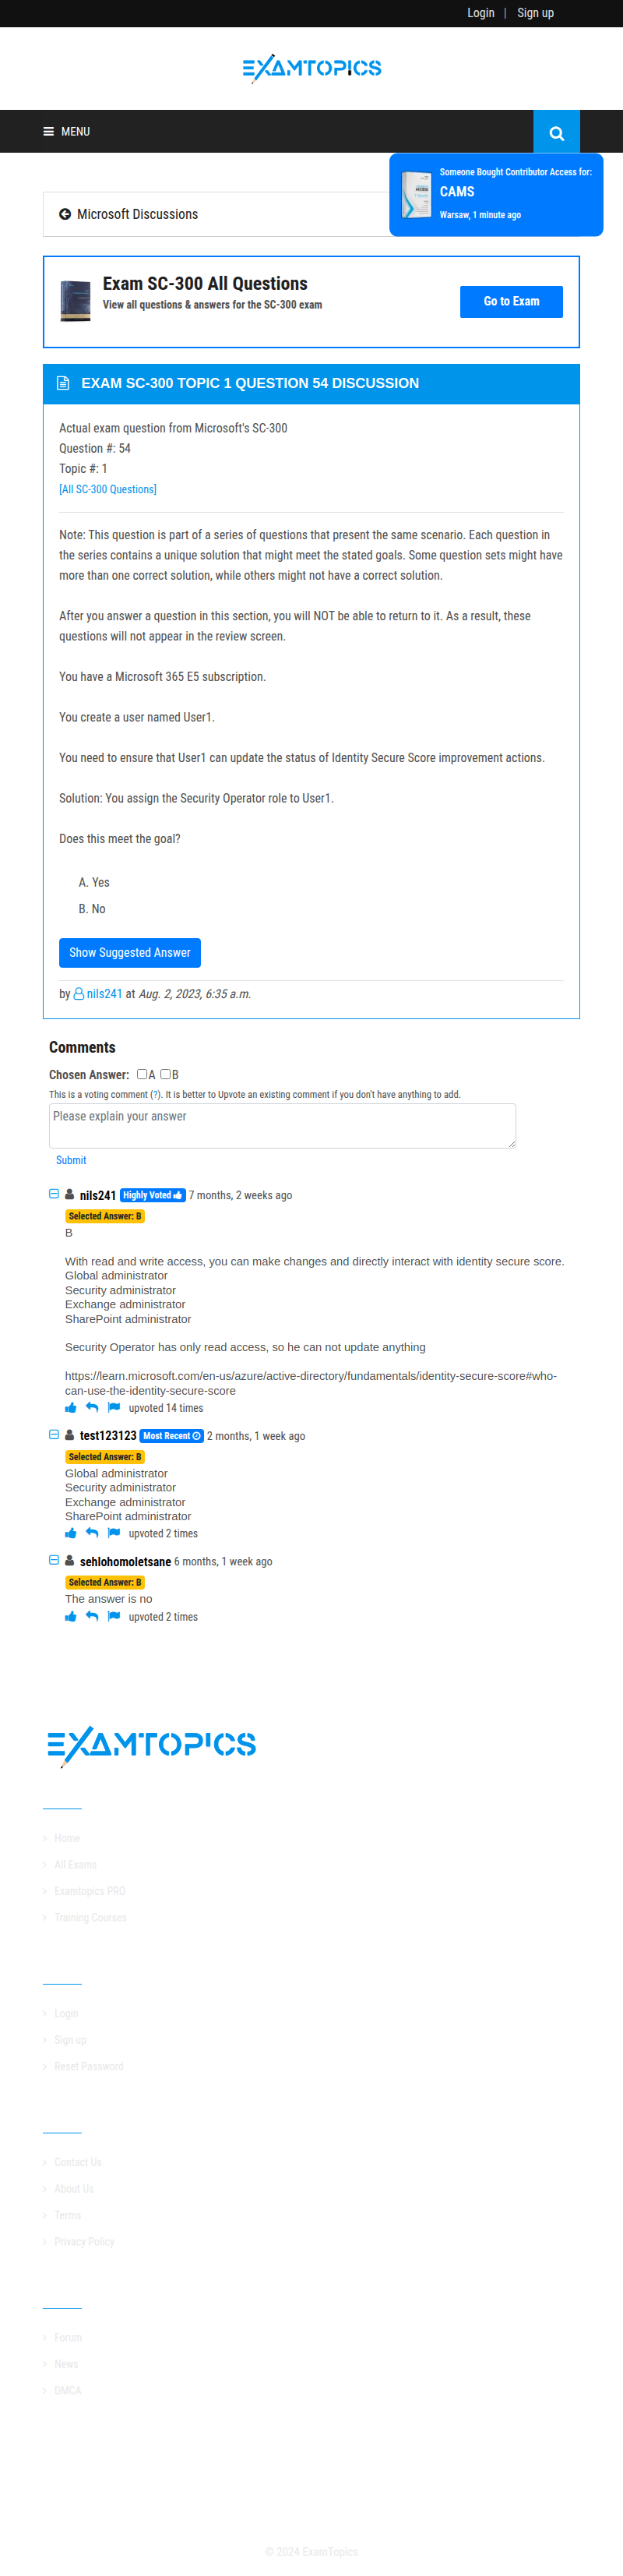 Login | Sign up
EXAMTOPICS
MENU
Someone Bought Contributor Access for:
CAMS
Warsaw, 1 minute ago
Microsoft Discussions
Exam SC-300 All Questions
View all questions & answers for the SC-300 exam
Go to Exam
EXAM SC-300 TOPIC 1 QUESTION 54 DISCUSSION
Actual exam question from Microsoft's SC-300
Question #: 54
Topic #: 1
[All SC-300 Questions]
Note: This question is part of a series of questions that present the same scenario. Each question in
the series contains a unique solution that might meet the stated goals. Some question sets might have
more than one correct solution, while others might not have a correct solution.
After you answer a question in this section, you will NOT be able to return to it. As a result, these
questions will not appear in the review screen.
You have a Microsoft 365 E5 subscription.
You create a user named User1.
You need to ensure that User1 can update the status of Identity Secure Score improvement actions.
Solution: You assign the Security Operator role to User1.
Does this meet the goal?
A. Yes
B. No
Show Suggested Answer
by nils241 at Aug. 2, 2023, 6:35 a.m.
Comments
Chosen Answer: A B
This is a voting comment (?). It is better to Upvote an existing comment if you don't have anything to add.
Please explain your answer
Submit
nils241 Highly Voted 7 months, 2 weeks ago
Selected Answer: B
B
With read and write access, you can make changes and directly interact with identity secure score.
Global administrator
Security administrator
Exchange administrator
SharePoint administrator
Security Operator has only read access, so he can not update anything
https://learn.microsoft.com/en-us/azure/active-directory/fundamentals/identity-secure-score#who-
can-use-the-identity-secure-score
upvoted 14 times
test123123 Most Recent 2 months, 1 week ago
Selected Answer: B
Global administrator
Security administrator
Exchange administrator
SharePoint administrator
upvoted 2 times
sehlohomoletsane 6 months, 1 week ago
Selected Answer: B
The answer is no
upvoted 2 times
EXAMTOPICS
Home
All Exams
Examtopics PRO
Training Courses
Login
Sign up
Reset Password
Contact Us
About Us
Terms
Privacy Policy
Forum
News
DMCA
© 2024 ExamTopics